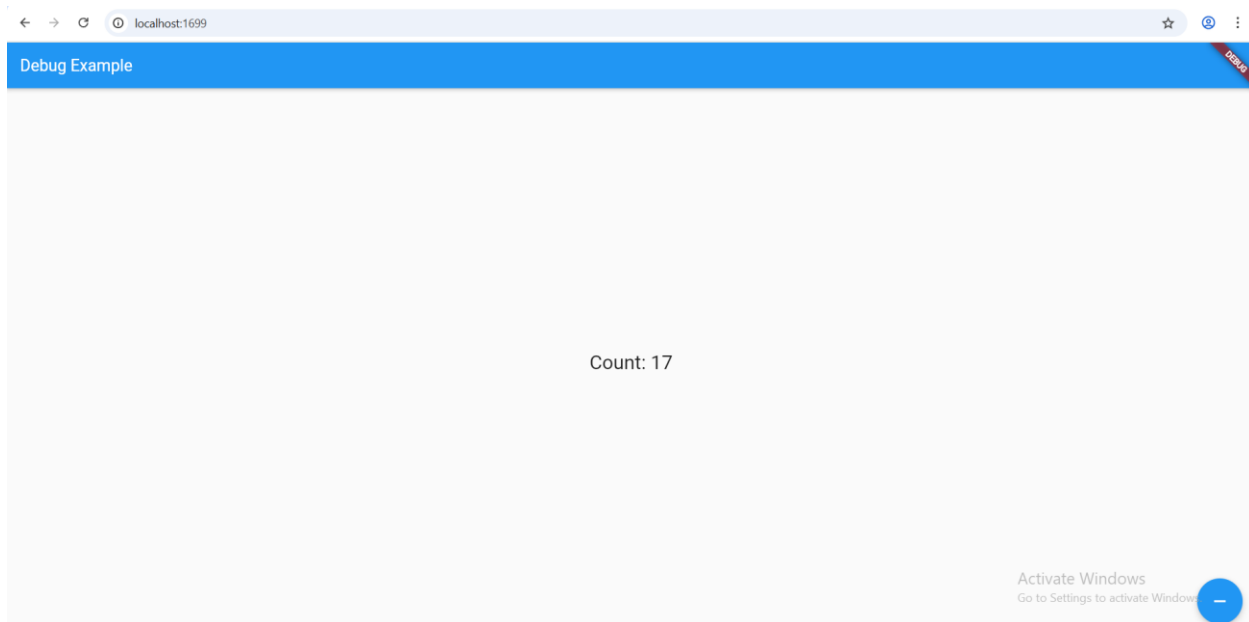 localhost:1699
Debug Example
DEBUG
Count: 17
Activate Windows
Go to Settings to activate Windows